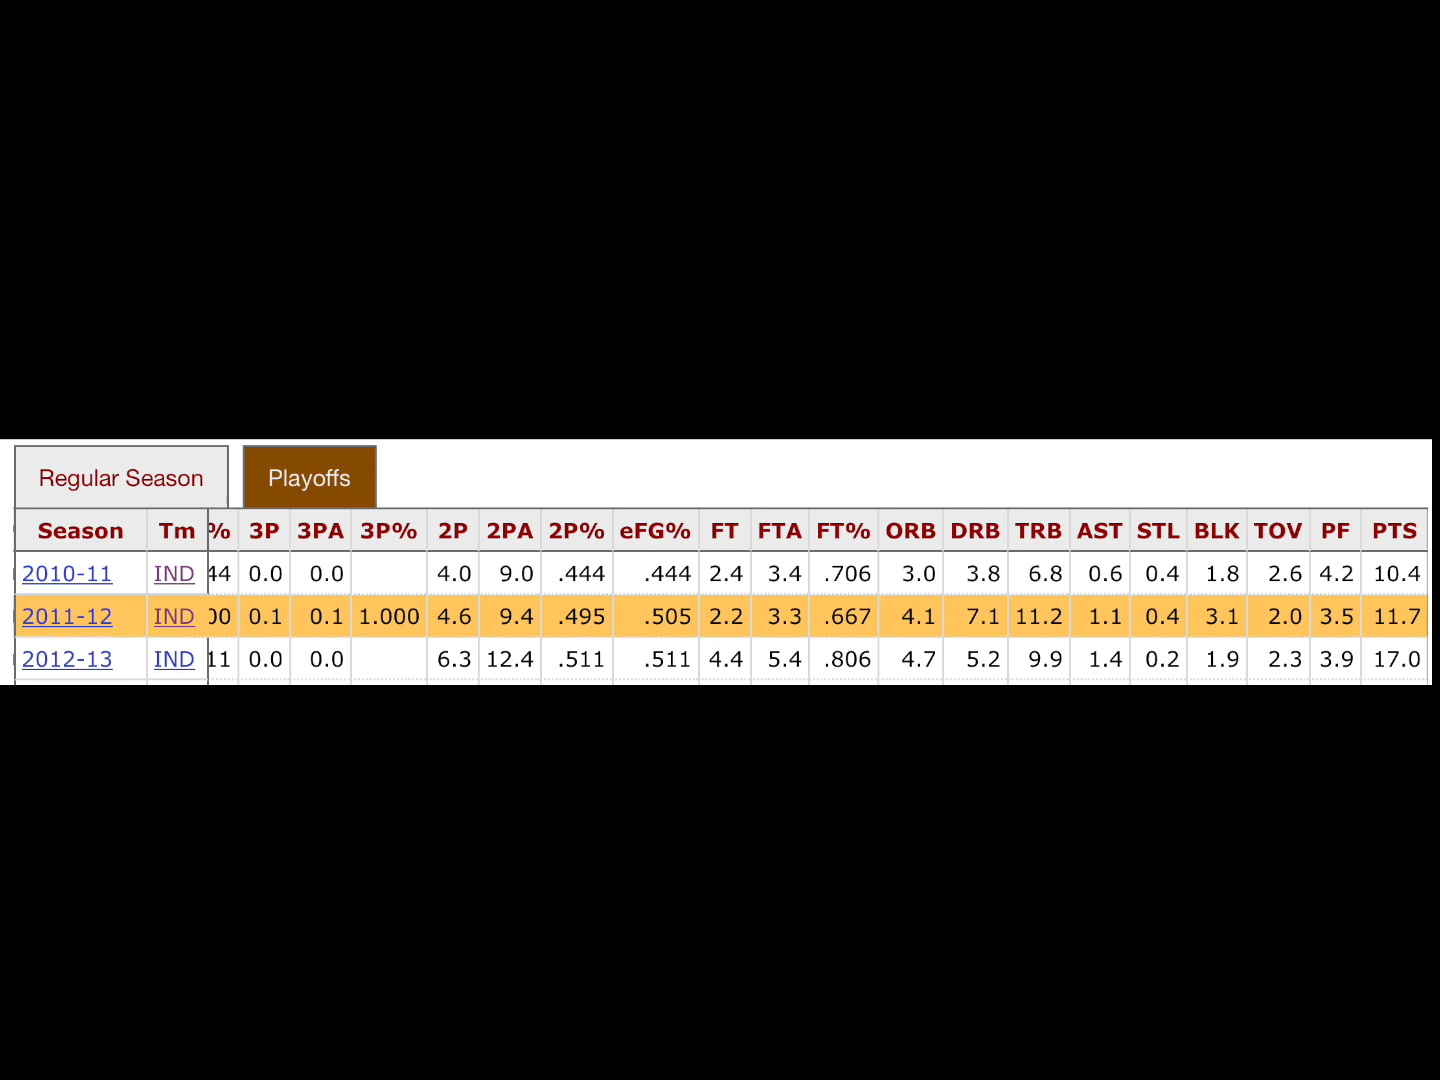 Regular Season Playoffs
Season Tm % 3P 3PA 3P% 2P 2PA 2P% eFG% FT FTA FT% ORB DRB TRB AST STL BLK TOV PF PTS
2010-11 IND 44 0.0 0.0 4.0 9.0 .444 .444 2.4 3.4 .706 3.0 3.8 6.8 0.6 0.4 1.8 2.6 4.2 10.4
2011-12 IND 00 0.1 0.1 1.000 4.6 9.4 .495 .505 2.2 3.3 .667 4.1 7.1 11.2 1.1 0.4 3.1 2.0 3.5 11.7
2012-13 IND 11 0.0 0.0 6.3 12.4 .511 .511 4.4 5.4 .806 4.7 5.2 9.9 1.4 0.2 1.9 2.3 3.9 17.0